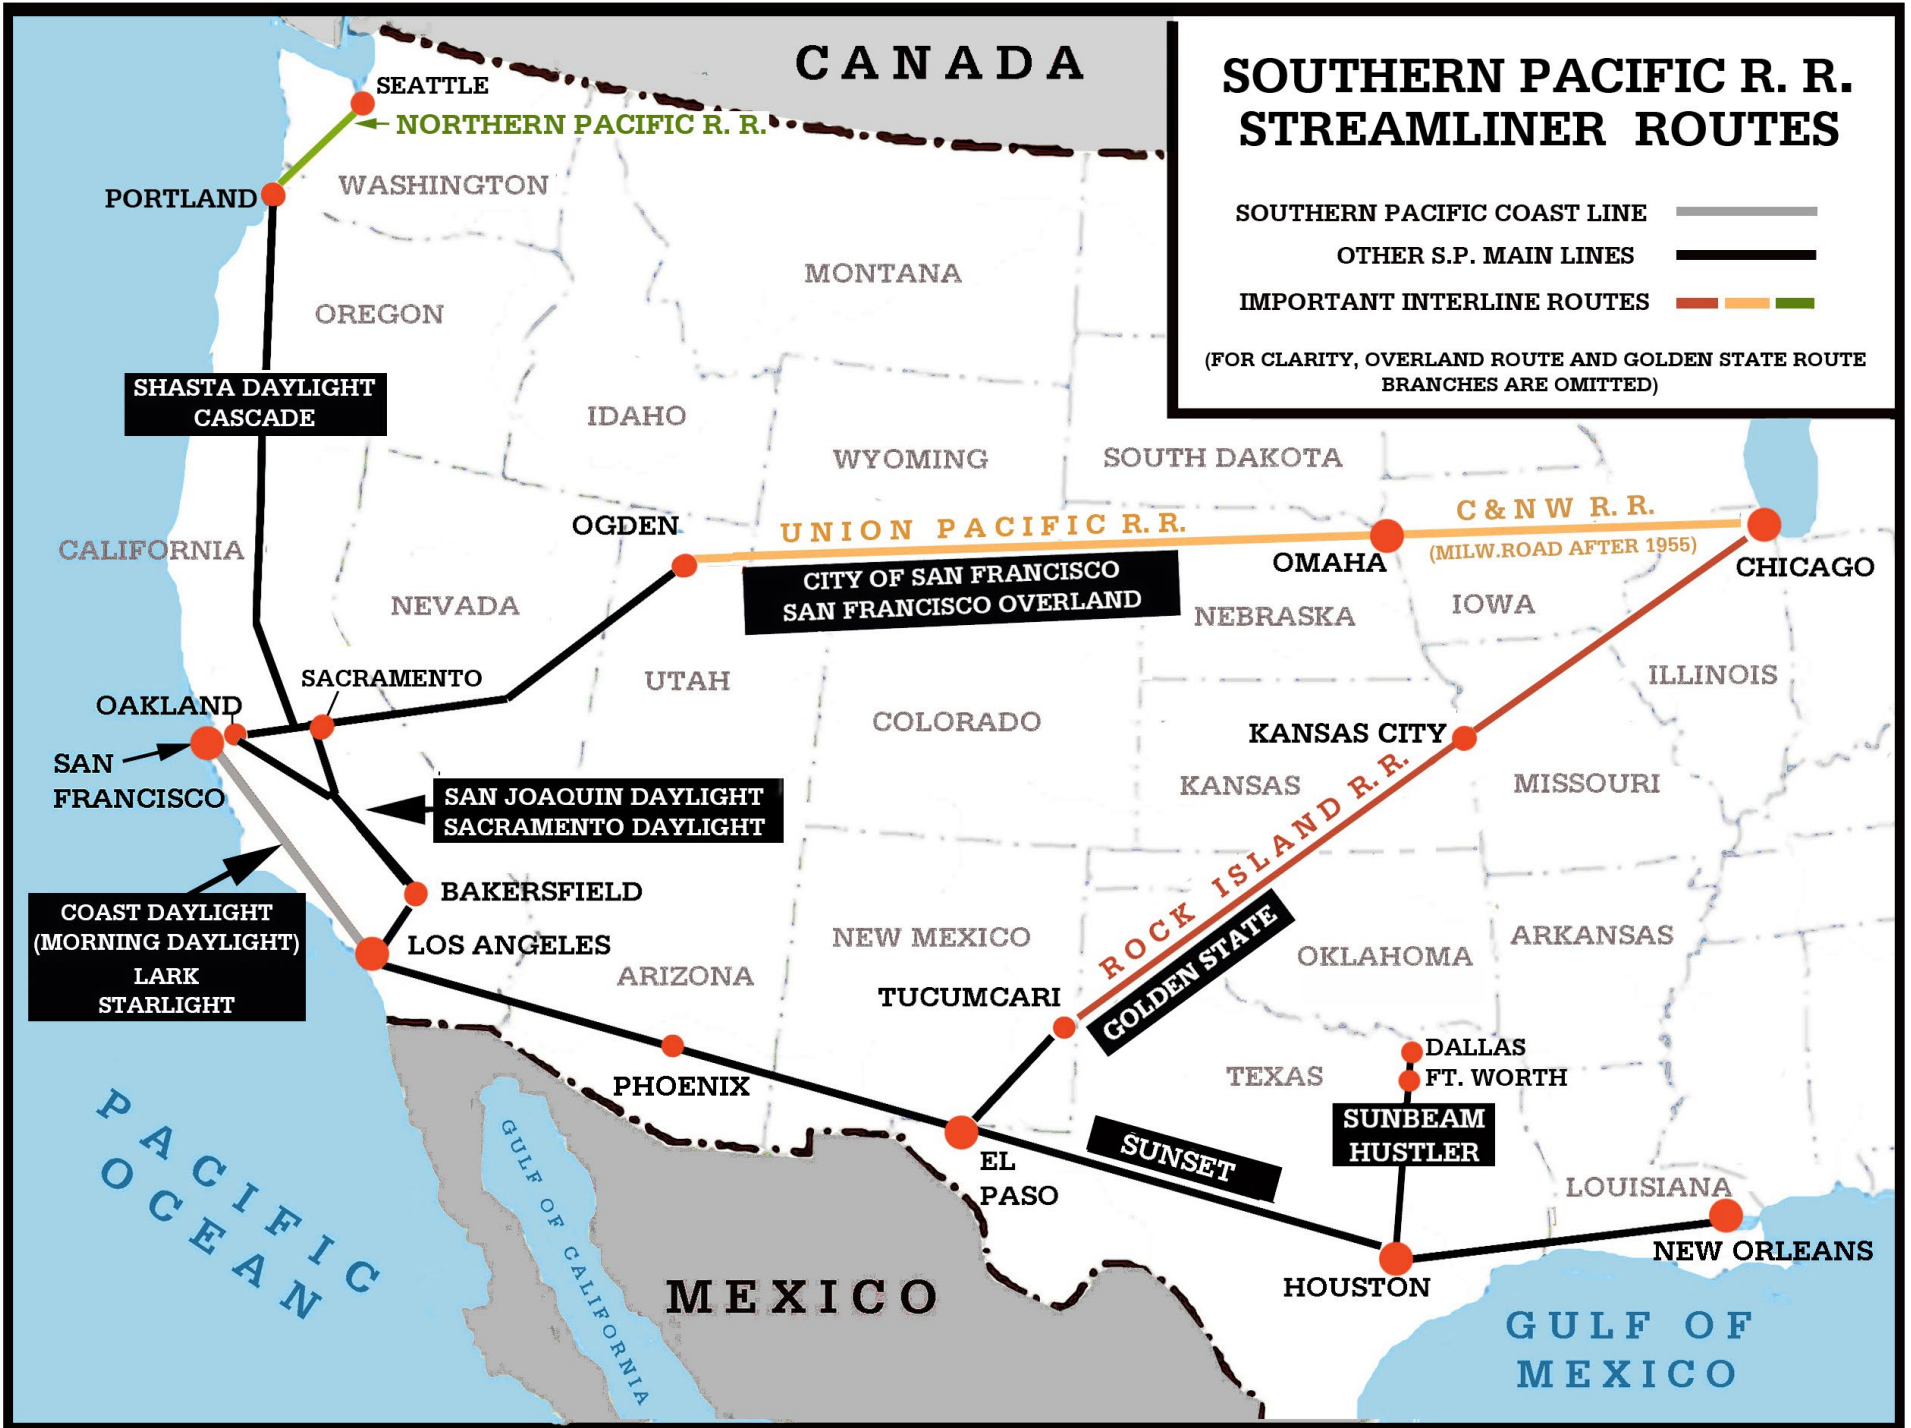 CANADA
SOUTHERN PACIFIC R. R.
STREAMLINER ROUTES
SOUTHERN PACIFIC COAST LINE
OTHER S.P. MAIN LINES
IMPORTANT INTERLINE ROUTES
(FOR CLARITY, OVERLAND ROUTE AND GOLDEN STATE ROUTE
BRANCHES ARE OMITTED)
SEATTLE
NORTHERN PACIFIC R. R.
PORTLAND
WASHINGTON
MONTANA
OREGON
SHASTA DAYLIGHT
CASCADE
IDAHO
WYOMING
SOUTH DAKOTA
OGDEN
UNION PACIFIC R. R.
C & N W R. R.
(MILW.ROAD AFTER 1955)
CALIFORNIA
OMAHA
CHICAGO
CITY OF SAN FRANCISCO
SAN FRANCISCO OVERLAND
NEVADA
NEBRASKA
IOWA
UTAH
ILLINOIS
SACRAMENTO
OAKLAND
COLORADO
KANSAS CITY
SAN
FRANCISCO
KANSAS
MISSOURI
SAN JOAQUIN DAYLIGHT
SACRAMENTO DAYLIGHT
ROCK ISLAND R. R.
BAKERSFIELD
COAST DAYLIGHT
(MORNING DAYLIGHT)
LARK
STARLIGHT
LOS ANGELES
NEW MEXICO
ARIZONA
GOLDEN STATE
OKLAHOMA
ARKANSAS
TUCUMCARI
DALLAS
FT. WORTH
TEXAS
PHOENIX
SUNBEAM
HUSTLER
SUNSET
EL
PASO
LOUISIANA
NEW ORLEANS
HOUSTON
PACIFIC
OCEAN
GULF OF CALIFORNIA
MEXICO
GULF OF
MEXICO